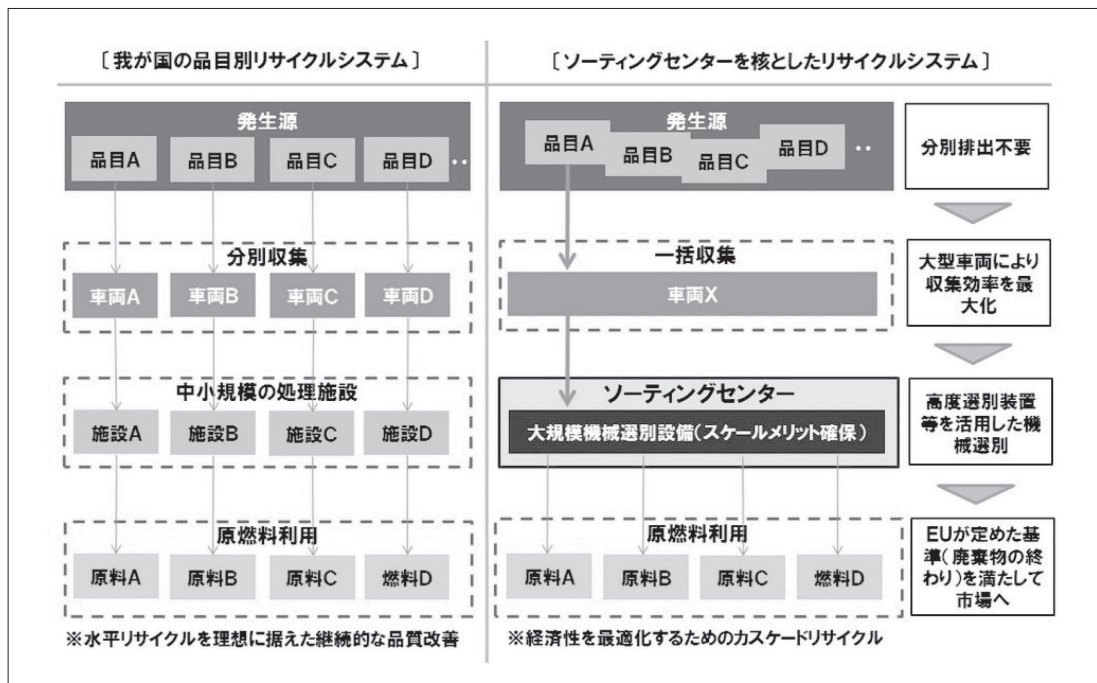 [我が国の品目別リサイクルシステム]
発生源
品目A 品目B 品目C 品目D ‥
分別収集
車両A 車両B 車両C 車両D
中小規模の処理施設
施設A 施設B 施設C 施設D
原燃料利用
原料A 原料B 原料C 燃料D
※水平リサイクルを理想に据えた継続的な品質改善
[ソーティングセンターを核としたリサイクルシステム]
発生源
品目A 品目B 品目C 品目D ‥
一括収集
車両X
ソーティングセンター
大規模機械選別設備(スケールメリット確保)
原燃料利用
原料A 原料B 原料C 燃料D
※経済性を最適化するためのカスケードリサイクル
分別排出不要
大型車両により
収集効率を最
大化
高度選別装置
等を活用した機
械選別
EUが定めた基
準(廃棄物の終
わり)を満たして
市場へ